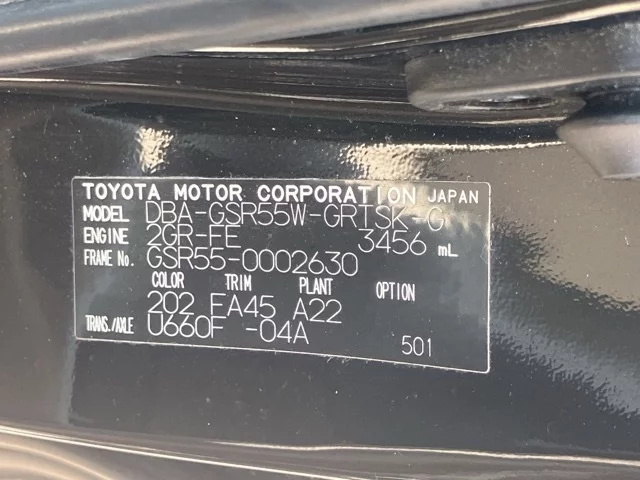 TOYOTA MOTOR CORPORATION JAPAN
MODEL DBA-GSR55W-GRTSK-G
ENGINE 2GR-FE 3456 mL
FRAME No. GSR55-0002630
COLOR TRIM PLANT OPTION
202 FA45 A22
TRANS./AXLE U660F -04A
501